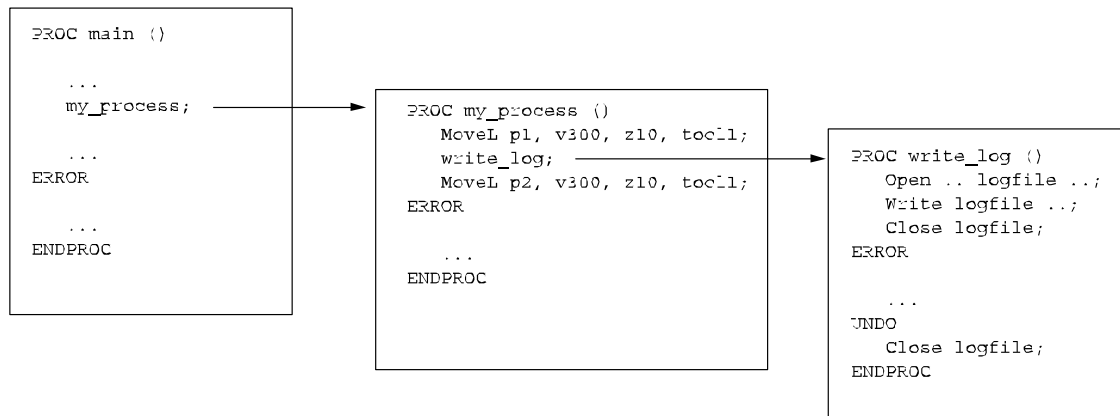 PROC main ()
...
my_process;
...
ERROR
...
ENDPROC
PROC my_process ()
MoveL p1, v300, z10, tool1;
write_log;
MoveL p2, v300, z10, tool1;
ERROR
...
ENDPROC
PROC write_log ()
Open .. logfile ..;
Write logfile ..;
Close logfile;
ERROR
...
UNDO
Close logfile;
ENDPROC